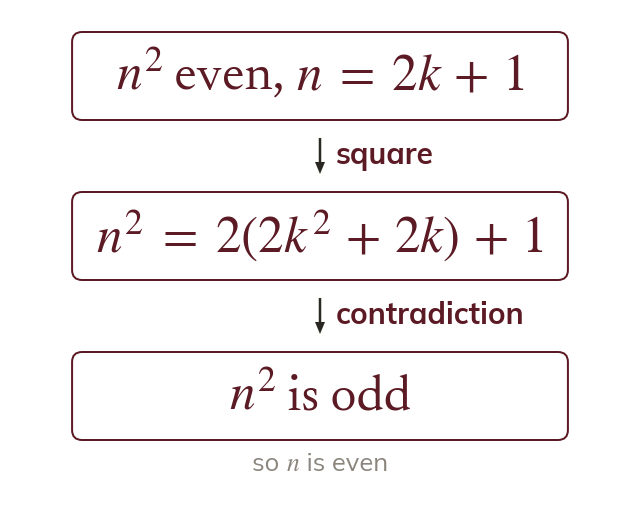 n² even, n = 2k + 1
square
n² = 2(2k² + 2k) + 1
contradiction
n² is odd
so n is even